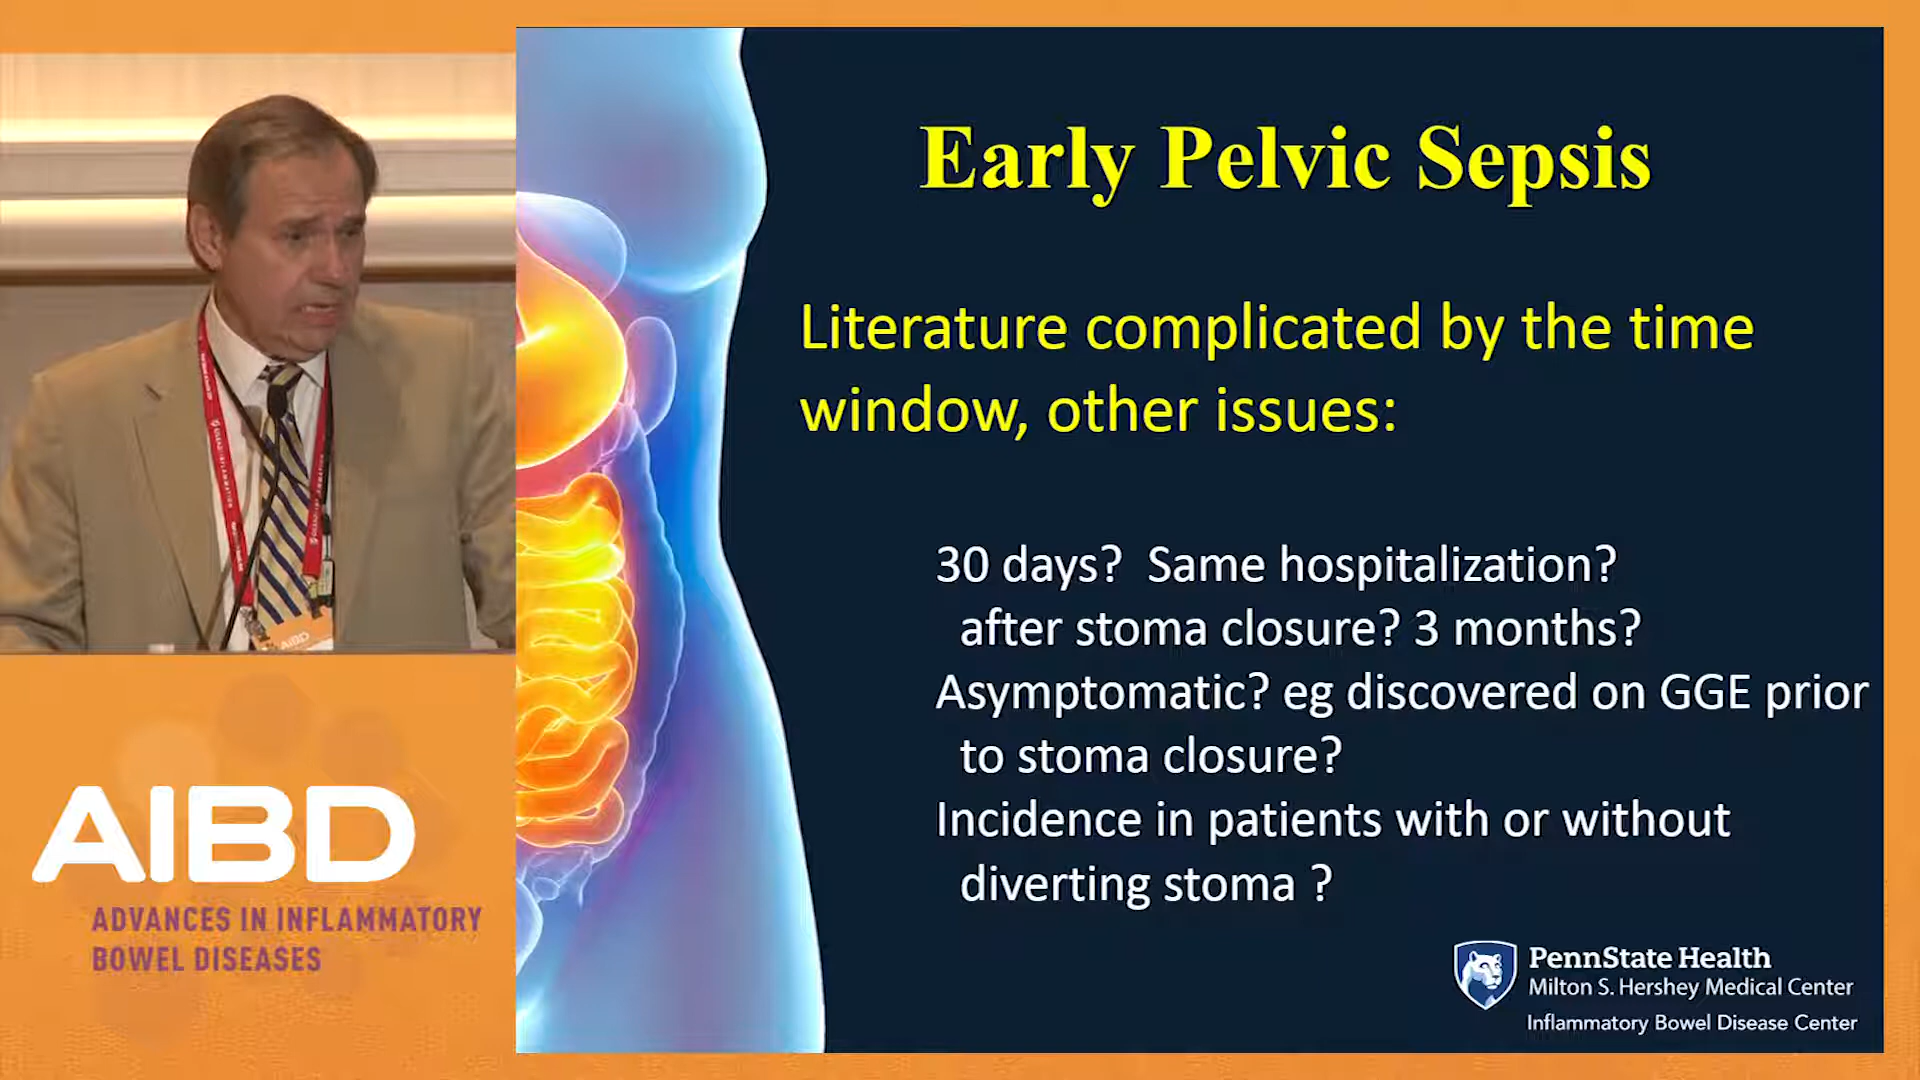 Early Pelvic Sepsis
Literature complicated by the time
window, other issues:
30 days?  Same hospitalization?
after stoma closure? 3 months?
Asymptomatic? eg discovered on GGE prior
to stoma closure?
Incidence in patients with or without
diverting stoma ?
PennState Health
Milton S. Hershey Medical Center
Inflammatory Bowel Disease Center
AIBD
AIBD
ADVANCES IN INFLAMMATORY
BOWEL DISEASES